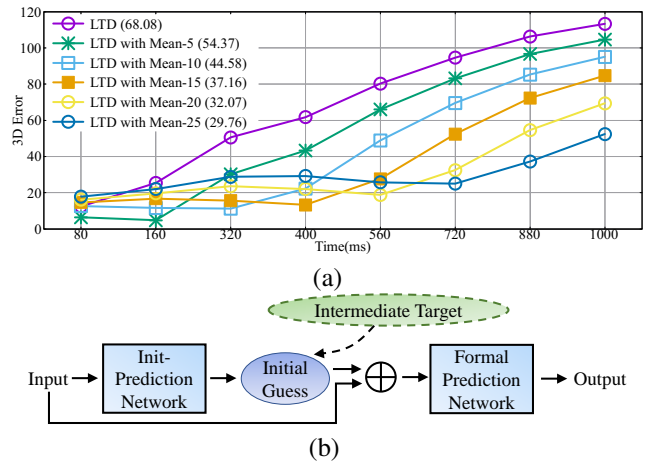 120
100
80
60
40
20
0
3D Error
LTD (68.08)
LTD with Mean-5 (54.37)
LTD with Mean-10 (44.58)
LTD with Mean-15 (37.16)
LTD with Mean-20 (32.07)
LTD with Mean-25 (29.76)
80 160 320 400 560 720 880 1000
Time(ms)
(a)
Intermediate Target
Input
Init-
Prediction
Network
Initial
Guess
Formal
Prediction
Network
Output
(b)